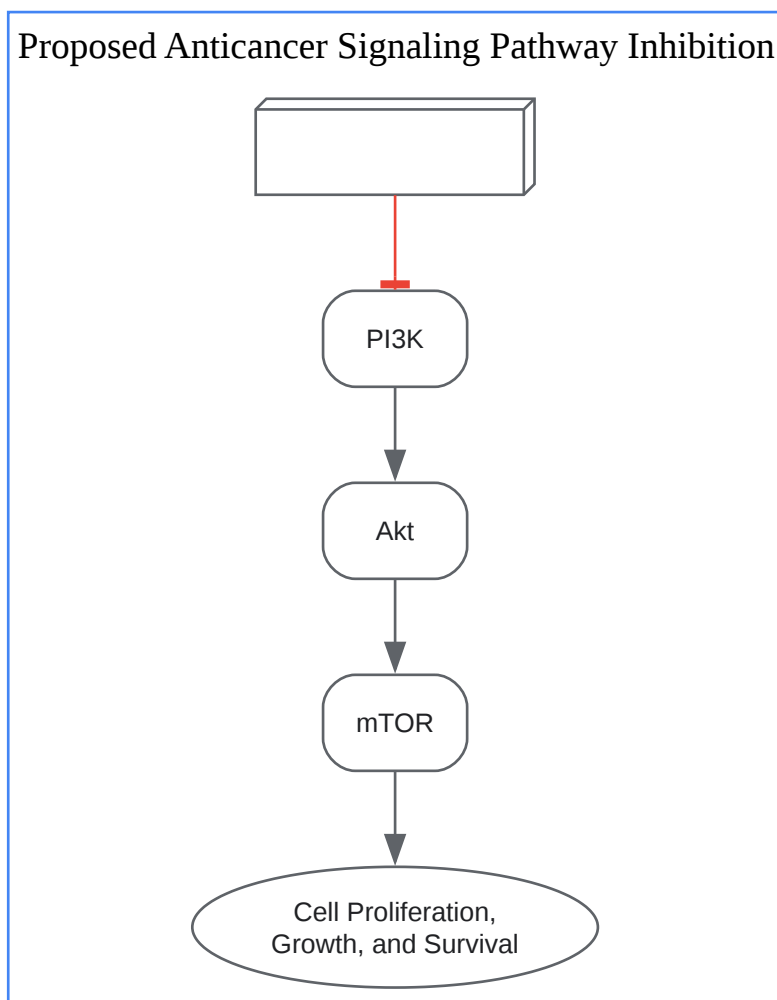 Proposed Anticancer Signaling Pathway Inhibition
PI3K
Akt
mTOR
Cell Proliferation,
Growth, and Survival